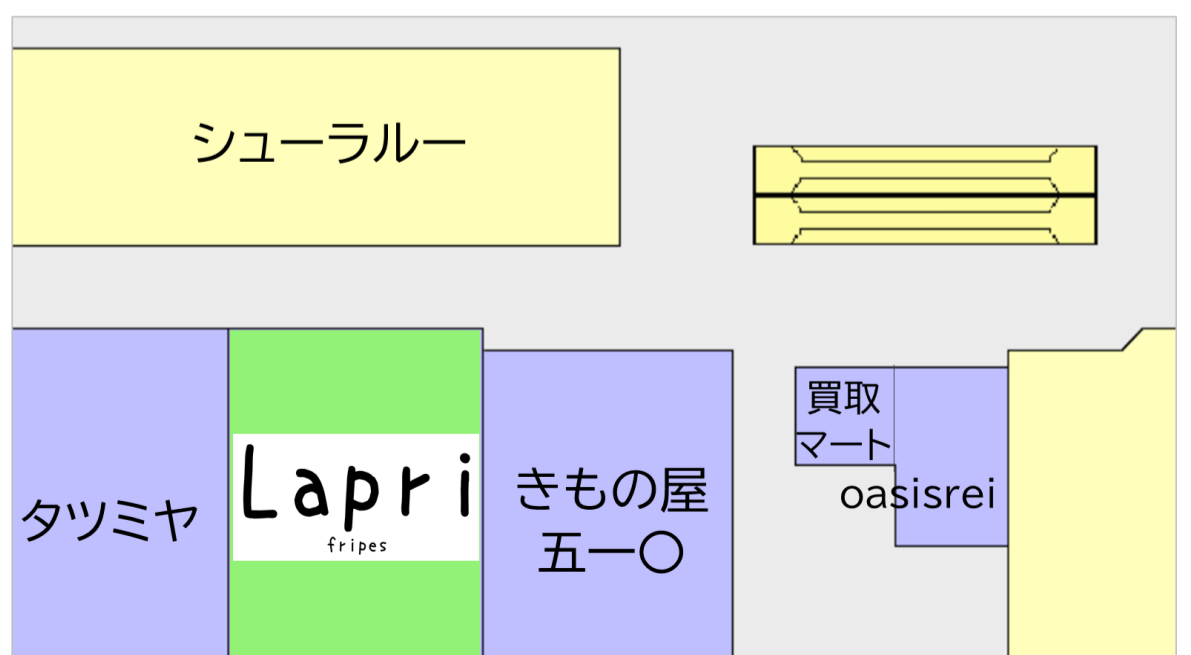 シューラルー
タツミヤ
Lapri
fripes
きもの屋
五一〇
買取
マート
oasisrei